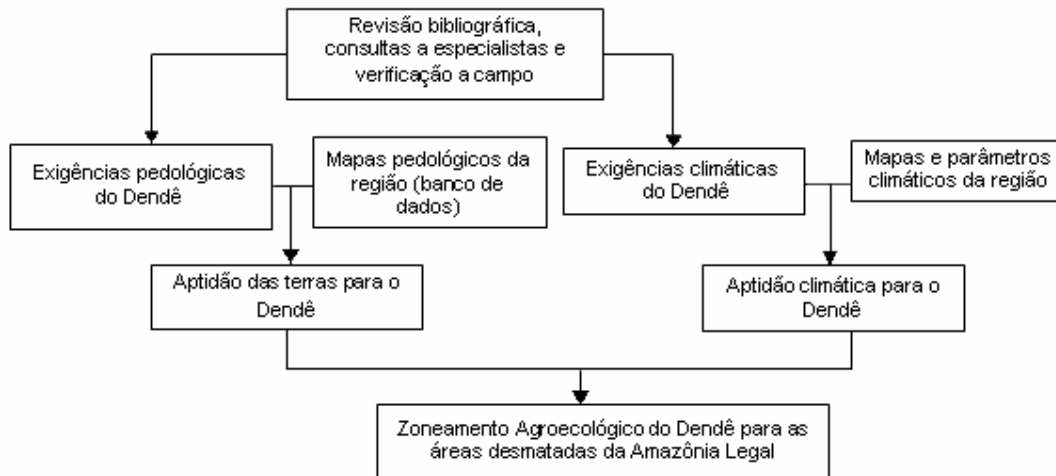 Revisão bibliográfica,
consultas a especialistas e
verificação a campo
Exigências pedológicas
do Dendê
Mapas pedológicos da
região (banco de
dados)
Exigências climáticas
do Dendê
Mapas e parâmetros
climáticos da região
Aptidão das terras para o
Dendê
Aptidão climática para o
Dendê
Zoneamento Agroecológico do Dendê para as
áreas desmatadas da Amazônia Legal